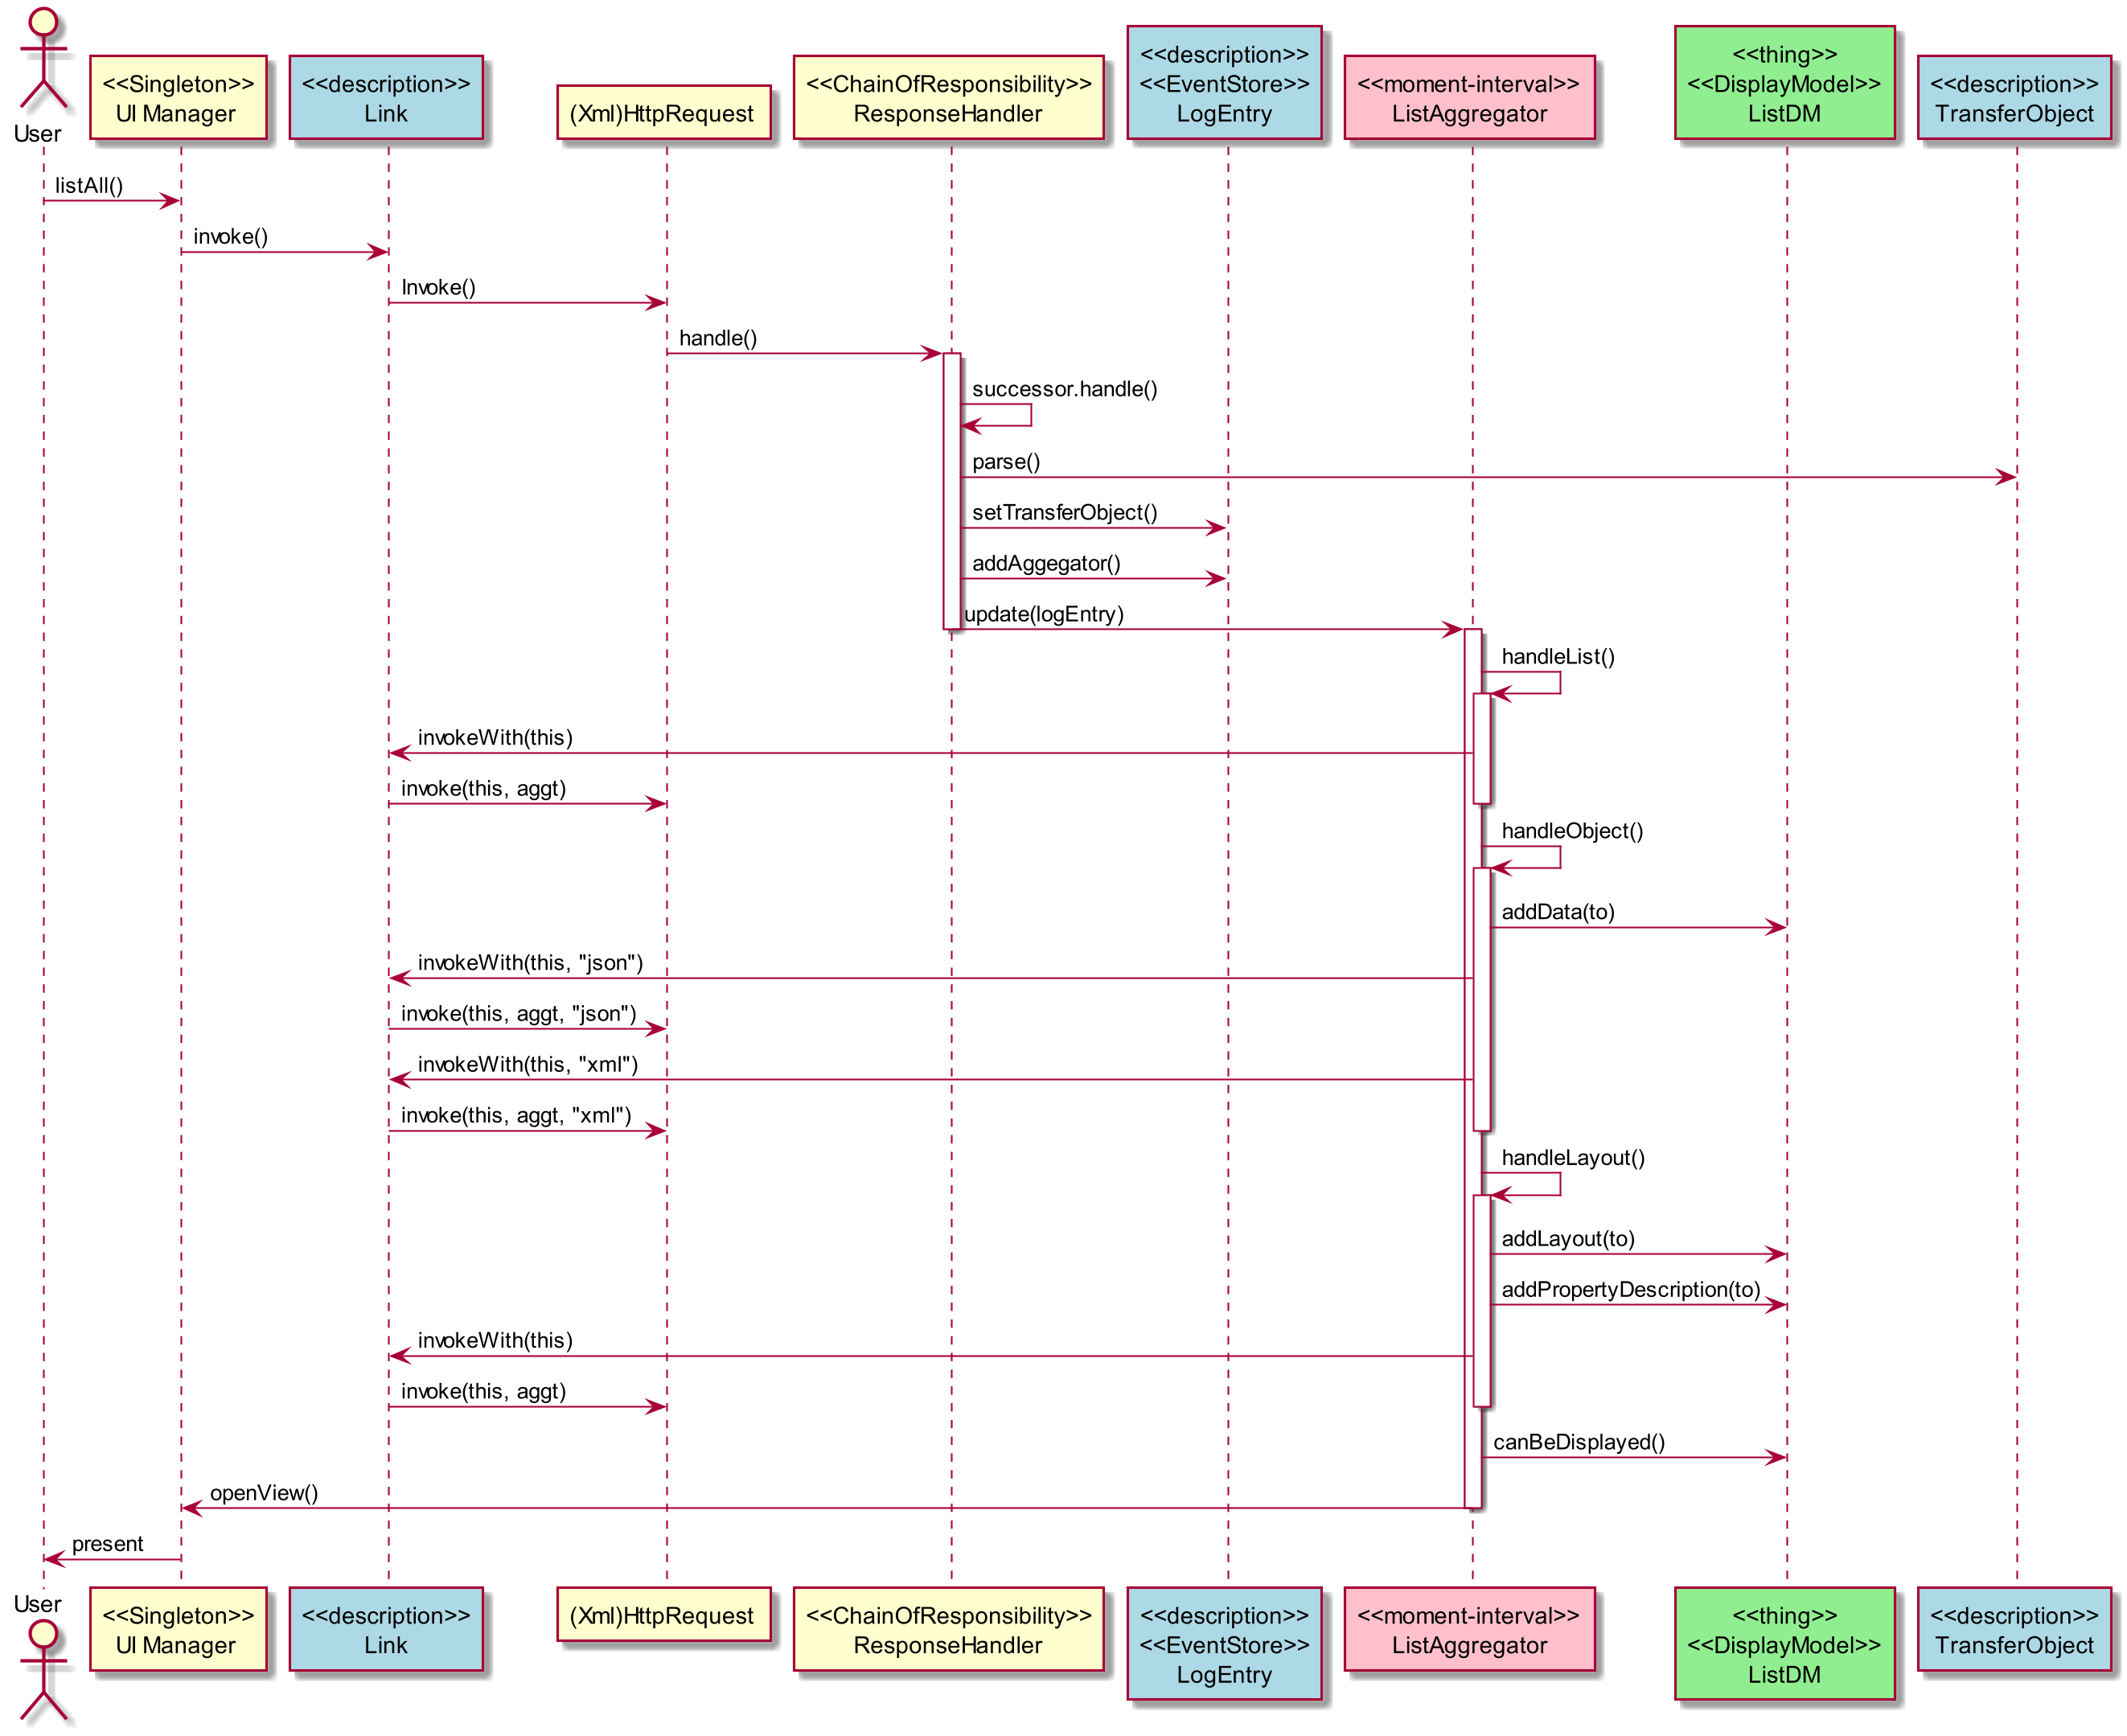 User
<<Singleton>>
UI Manager
<<description>>
Link
(Xml)HttpRequest
<<ChainOfResponsibility>>
ResponseHandler
<<description>>
<<EventStore>>
LogEntry
<<moment-interval>>
ListAggregator
<<thing>>
<<DisplayModel>>
ListDM
<<description>>
TransferObject
listAll()
invoke()
Invoke()
handle()
successor.handle()
parse()
setTransferObject()
addAggegator()
update(logEntry)
handleList()
invokeWith(this)
invoke(this, aggt)
handleObject()
addData(to)
invokeWith(this, "json")
invoke(this, aggt, "json")
invokeWith(this, "xml")
invoke(this, aggt, "xml")
handleLayout()
addLayout(to)
addPropertyDescription(to)
invokeWith(this)
invoke(this, aggt)
canBeDisplayed()
openView()
present
User
<<Singleton>>
UI Manager
<<description>>
Link
(Xml)HttpRequest
<<ChainOfResponsibility>>
ResponseHandler
<<description>>
<<EventStore>>
LogEntry
<<moment-interval>>
ListAggregator
<<thing>>
<<DisplayModel>>
ListDM
<<description>>
TransferObject